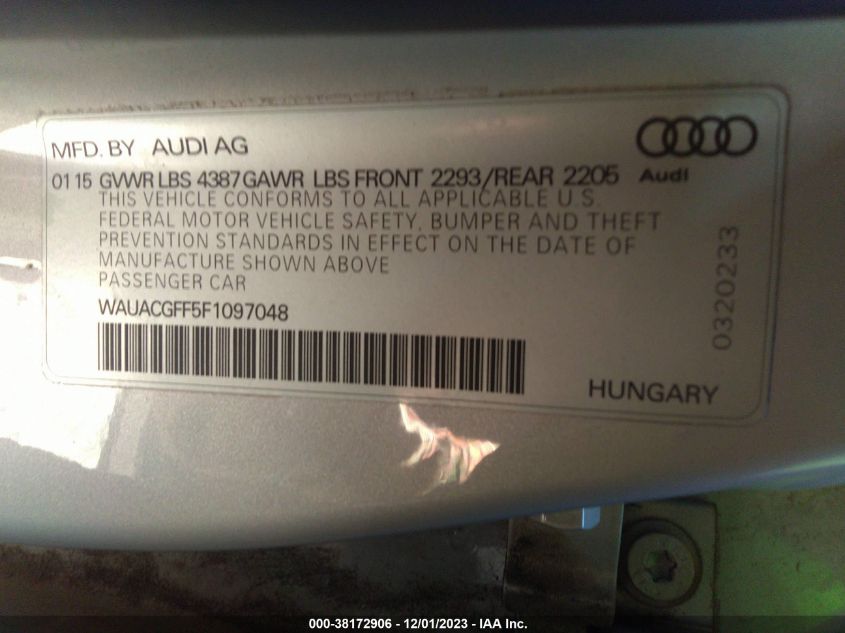 MFD. BY AUDI AG
01 15 GVWR LBS 4387 GAWR LBS FRONT 2293/REAR 2205
Audi
THIS VEHICLE CONFORMS TO ALL APPLICABLE U.S.
FEDERAL MOTOR VEHICLE SAFETY, BUMPER AND THEFT
PREVENTION STANDARDS IN EFFECT ON THE DATE OF
MANUFACTURE SHOWN ABOVE
PASSENGER CAR
WAUACGFF5F1097048
0320233
HUNGARY
000-38172906 - 12/01/2023 - IAA Inc.